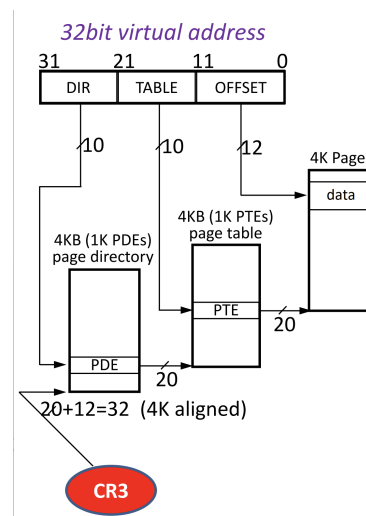 32bit virtual address
31 21 11 0
DIR TABLE OFFSET
10 10 12
4K Page
data
4KB (1K PTEs)
page table
4KB (1K PDEs)
page directory
PTE
20
PDE
20
20+12=32 (4K aligned)
CR3